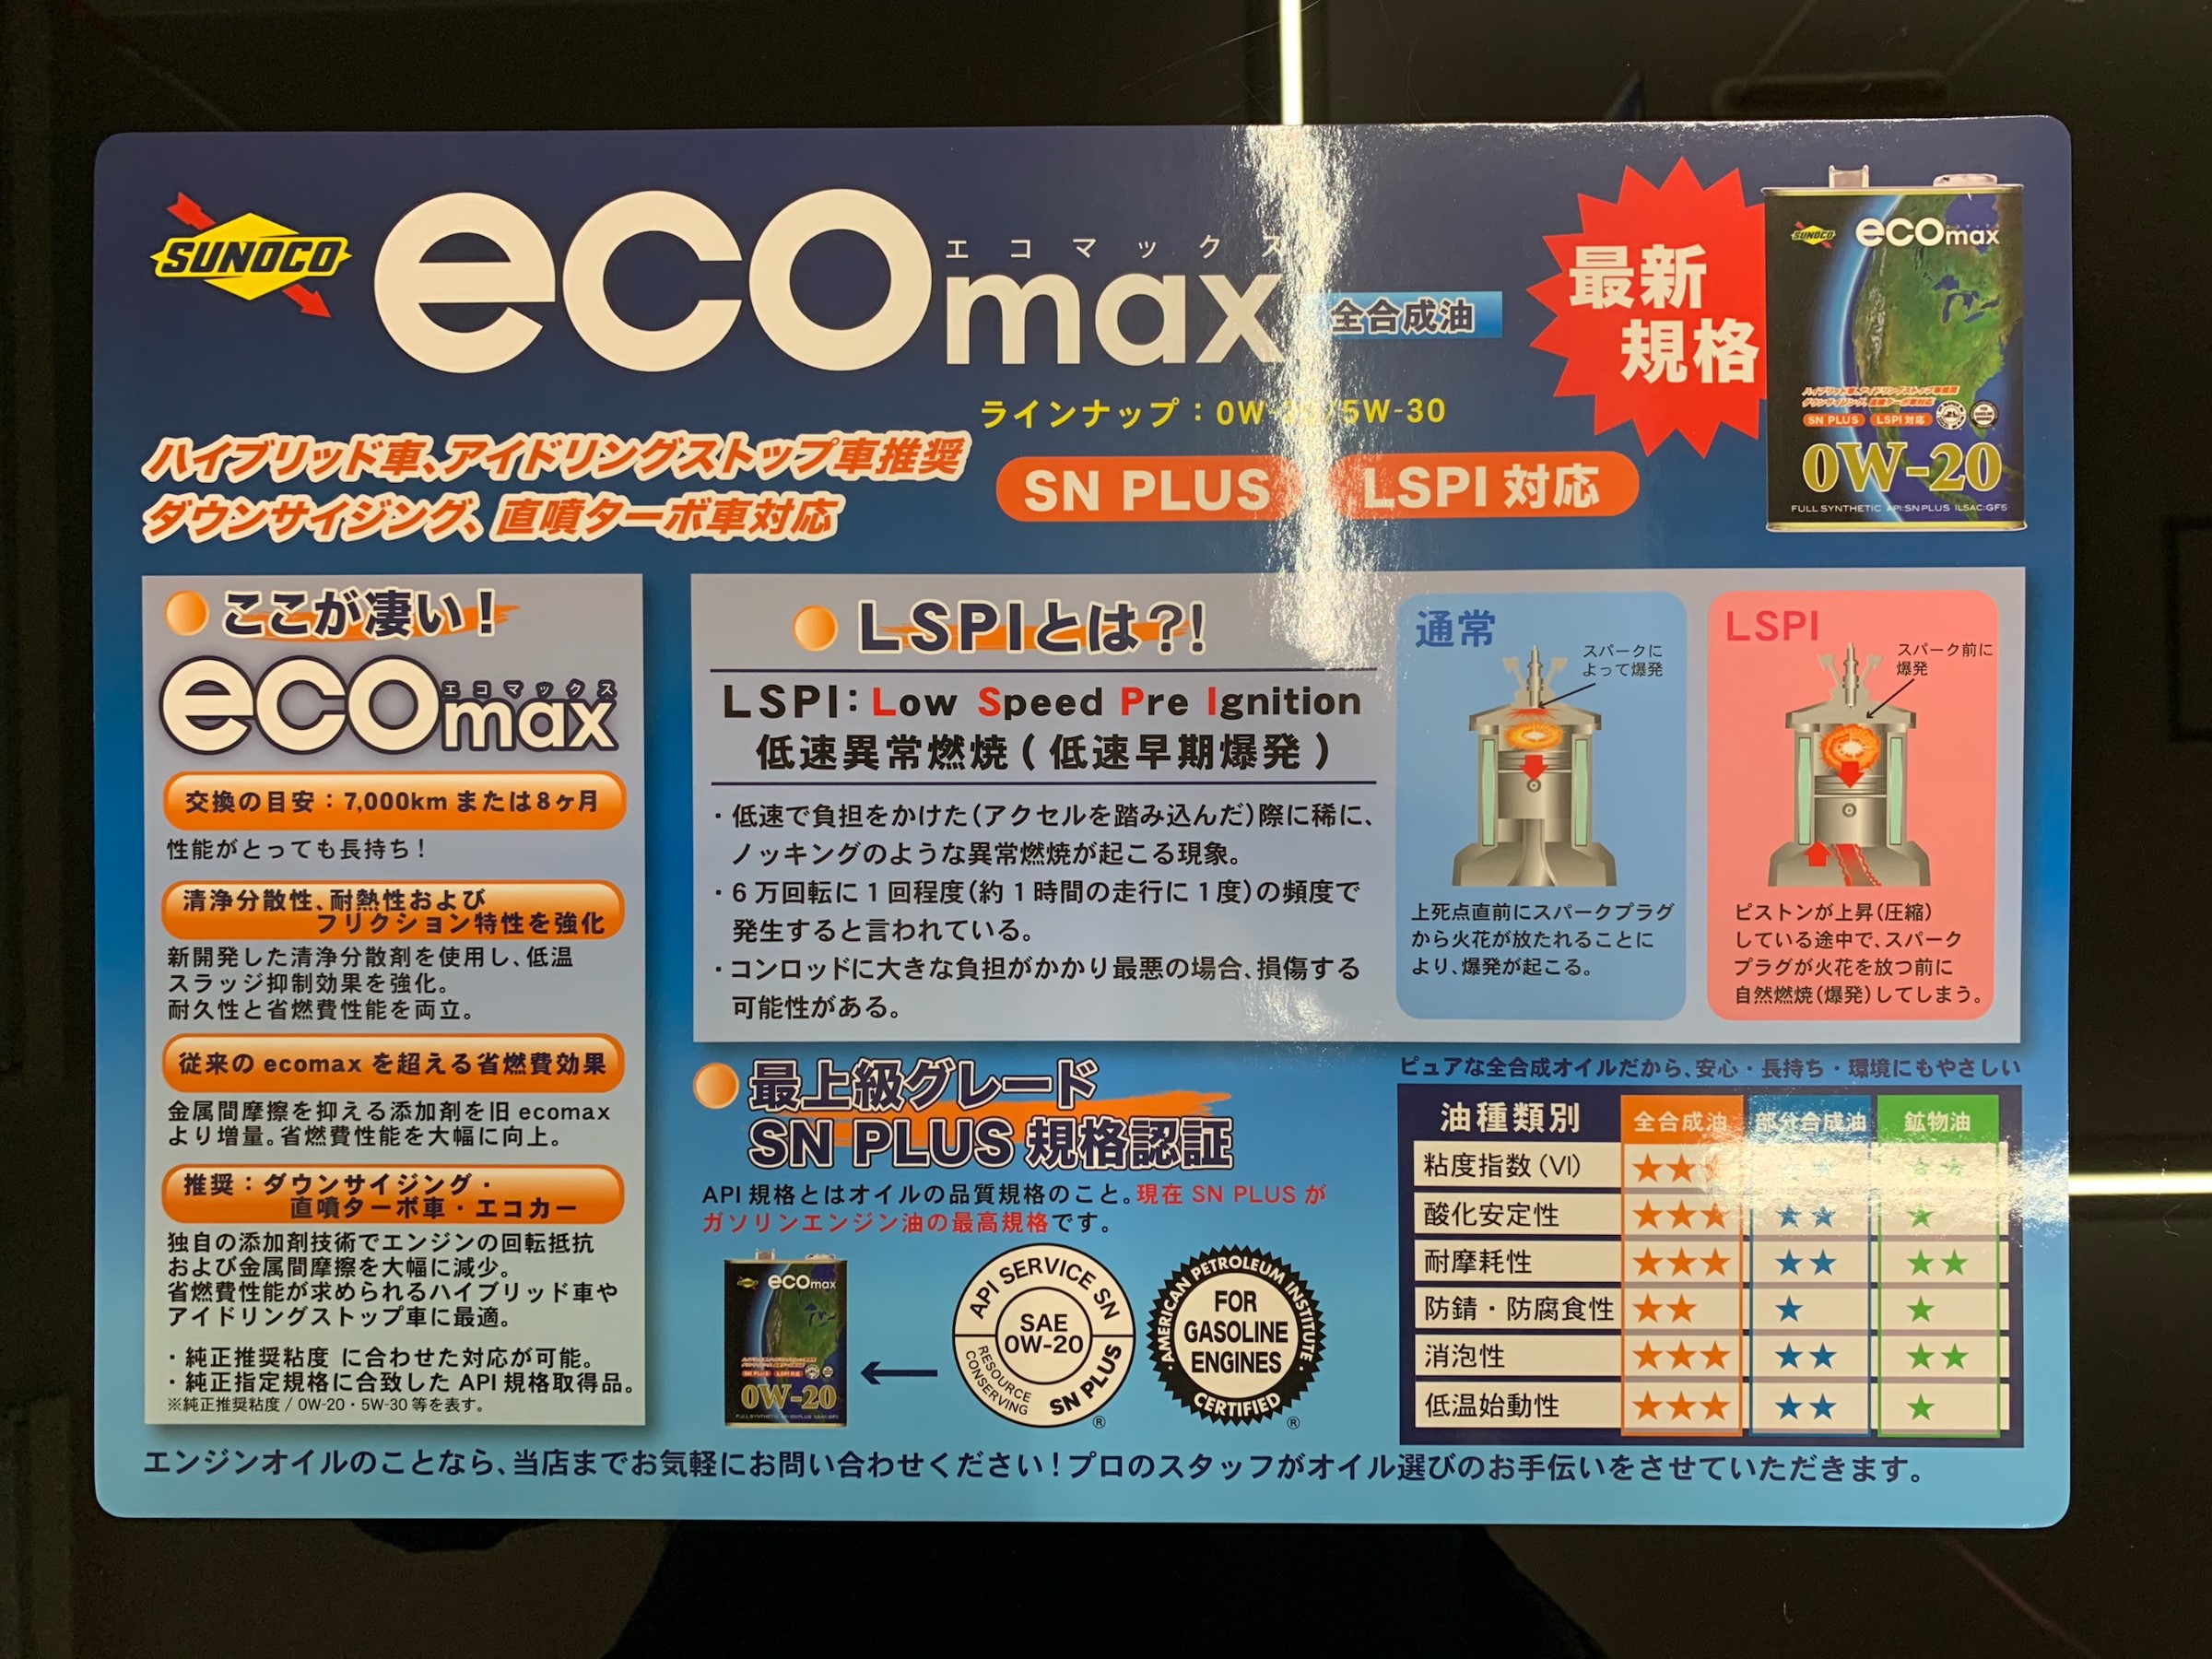 SUNOCO
ecomax
エコマックス
全合成油
ラインナップ：0W-20/5W-30
最新
規格
ハイブリッド車、アイドリングストップ車推奨
ダウンサイジング、直噴ターボ車対応
SN PLUS
LSPI 対応
SUNOCO
ecomax
ハイブリッド車、アイドリングストップ車推奨
ダウンサイジング、直噴ターボ車対応
SN PLUS
LSPI 対応
0W-20
FULL SYNTHETIC API:SN PLUS ILSAC:GF5
ここが凄い！
エコマックス
ecomax
交換の目安：7,000km または8ヶ月
性能がとっても長持ち！
清浄分散性、耐熱性および
フリクション特性を強化
新開発した清浄分散剤を使用し、低温
スラッジ抑制効果を強化。
耐久性と省燃費性能を両立。
従来の ecomax を超える省燃費効果
金属間摩擦を抑える添加剤を旧 ecomax
より増量。省燃費性能を大幅に向上。
推奨：ダウンサイジング・
直噴ターボ車・エコカー
独自の添加剤技術でエンジンの回転抵抗
および金属間摩擦を大幅に減少。
省燃費性能が求められるハイブリッド車や
アイドリングストップ車に最適。
・純正推奨粘度 に合わせた対応が可能。
・純正指定規格に合致した API 規格取得品。
※純正推奨粘度 / 0W-20・5W-30 等を表す。
LSPIとは?!
LSPI：Low Speed Pre Ignition
低速異常燃焼（低速早期爆発）
・低速で負担をかけた（アクセルを踏み込んだ）際に稀に、
ノッキングのような異常燃焼が起こる現象。
・6万回転に1回程度（約1時間の走行に1度）の頻度で
発生すると言われている。
・コンロッドに大きな負担がかかり最悪の場合、損傷する
可能性がある。
通常
スパークに
よって爆発
上死点直前にスパークプラグ
から火花が放たれることに
より、爆発が起こる。
LSPI
スパーク前に
爆発
ピストンが上昇（圧縮）
している途中で、スパーク
プラグが火花を放つ前に
自然燃焼（爆発）してしまう。
最上級グレード
SN PLUS 規格認証
API 規格とはオイルの品質規格のこと。現在 SN PLUS が
ガソリンエンジン油の最高規格です。
ecomax
0W-20
API SERVICE SN
SAE
0W-20
RESOURCE
CONSERVING
SN PLUS
®
AMERICAN PETROLEUM INSTITUTE
FOR
GASOLINE
ENGINES
CERTIFIED
®
ピュアな全合成オイルだから、安心・長持ち・環境にもやさしい
油種類別 全合成油 部分合成油 鉱物油
粘度指数（VI）
酸化安定性 ★★★ ★★ ★
耐摩耗性 ★★★ ★★ ★★
防錆・防腐食性 ★★ ★ ★
消泡性 ★★★ ★★ ★★
低温始動性 ★★★ ★★ ★
エンジンオイルのことなら、当店までお気軽にお問い合わせください！プロのスタッフがオイル選びのお手伝いをさせていただきます。